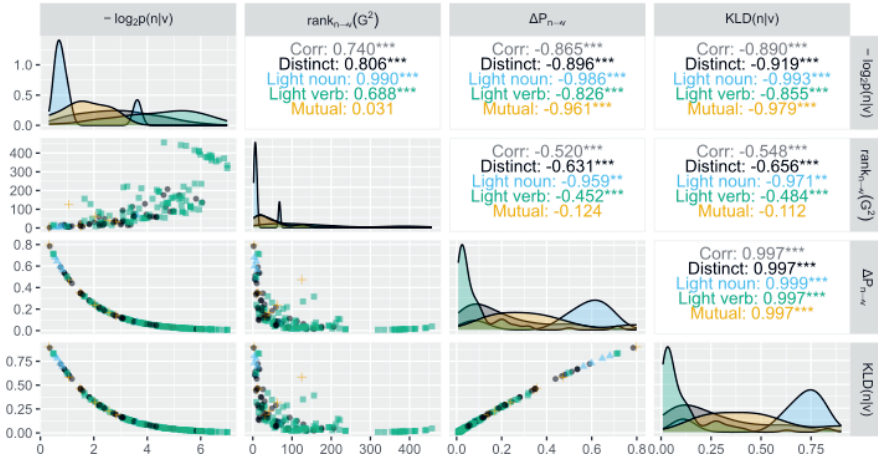 − log₂p(n|v) rankₙ→ᵥ(G²) ΔPₙ→ᵥ KLD(n|v)
1.5
1.0
0.5
0.0
Corr: 0.740***
Distinct: 0.806***
Light noun: 0.990***
Light verb: 0.688***
Mutual: 0.031
Corr: -0.865***
Distinct: -0.896***
Light noun: -0.986***
Light verb: -0.826***
Mutual: -0.961***
Corr: -0.890***
Distinct: -0.919***
Light noun: -0.993***
Light verb: -0.855***
Mutual: -0.979***
− log₂p(n|v)
400
300
200
100
0
Corr: -0.520***
Distinct: -0.631***
Light noun: -0.959**
Light verb: -0.452***
Mutual: -0.124
Corr: -0.548***
Distinct: -0.656***
Light noun: -0.971**
Light verb: -0.484***
Mutual: -0.112
rankₙ→ᵥ(G²)
0.8
0.6
0.4
0.2
0.0
Corr: 0.997***
Distinct: 0.997***
Light noun: 0.999***
Light verb: 0.997***
Mutual: 0.997***
ΔPₙ→ᵥ
0.75
0.50
0.25
0.00
KLD(n|v)
0 2 4 6 0 100 200 300 400 0.0 0.2 0.4 0.6 0.8 0.00 0.25 0.50 0.75